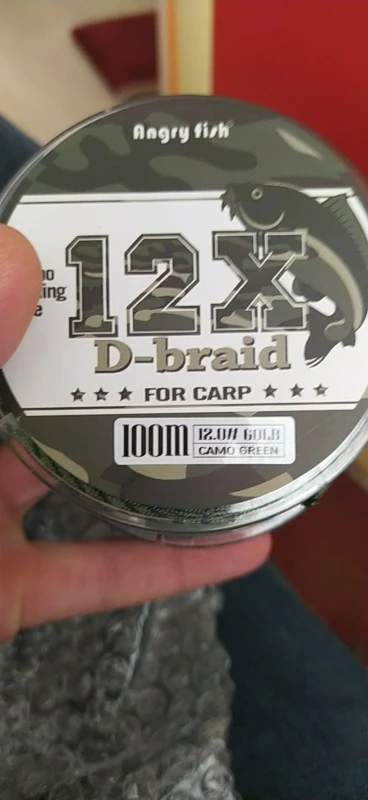 Angry fish
12X
D-braid
★ ★ ★ FOR CARP ★ ★ ★
100m 12.0# 60LB
CAMO GREEN